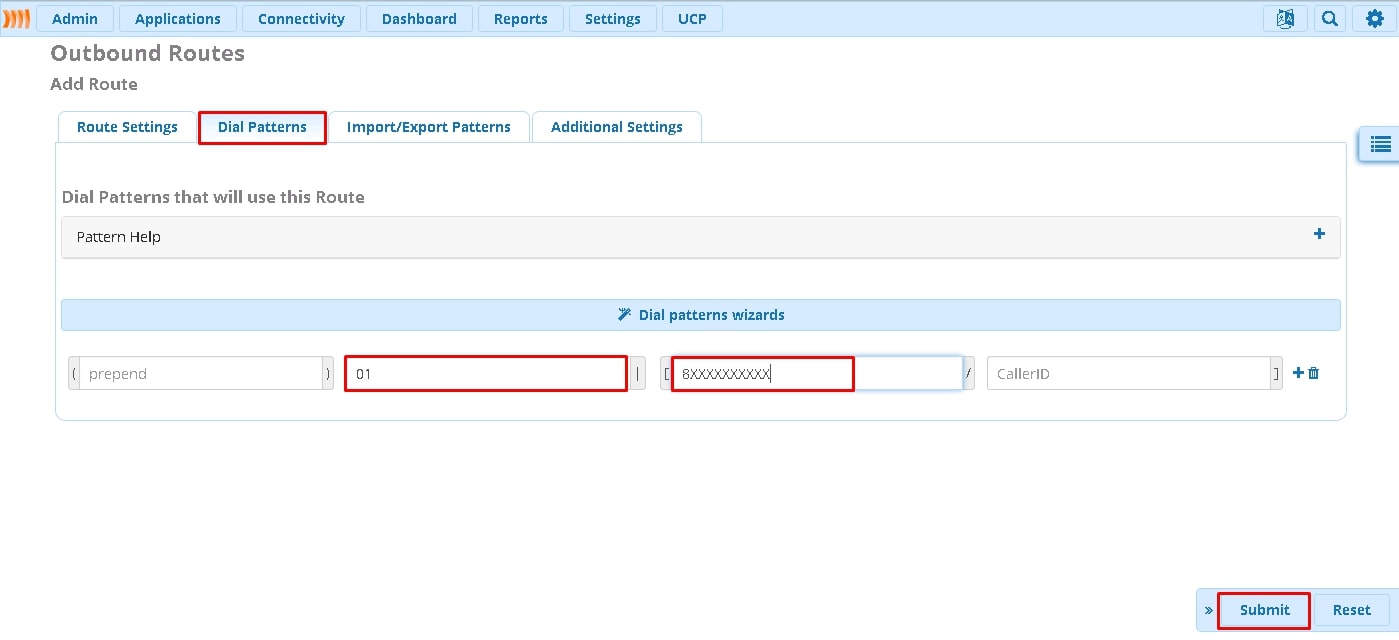 Admin Applications Connectivity Dashboard Reports Settings UCP
Outbound Routes
Add Route
Route Settings Dial Patterns Import/Export Patterns Additional Settings
Dial Patterns that will use this Route
Pattern Help +
Dial patterns wizards
( prepend ) 01 | [ 8XXXXXXXXXX / CallerID ] +
» Submit Reset